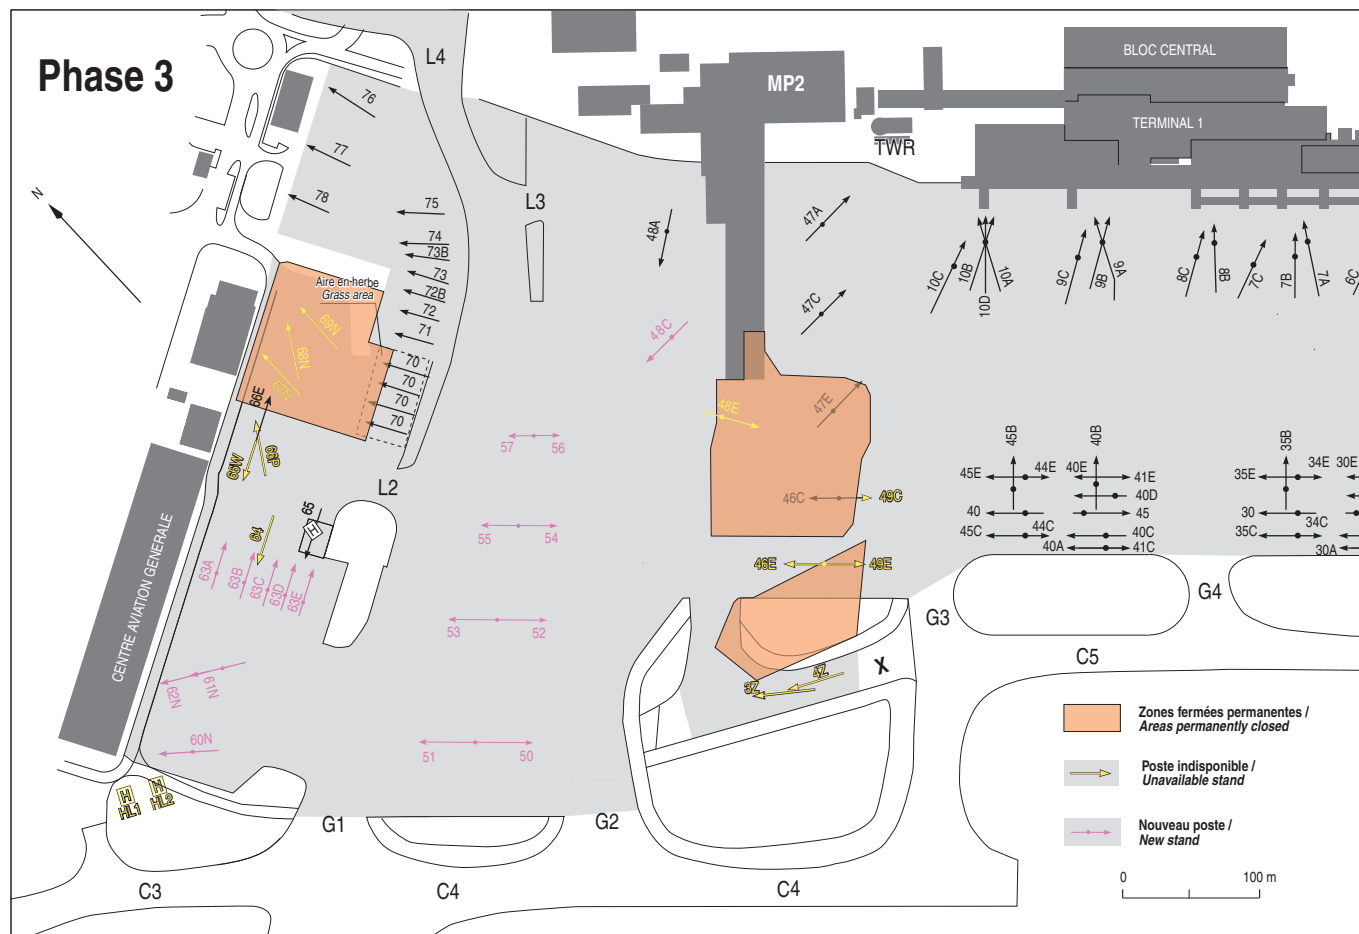 Phase 3
L4
BLOC CENTRAL
MP2
TERMINAL 1
TWR
76
77
78
75
74
73B
73
72B
72
71
70
70
70
70
L3
N
Aire en herbe
Grass area
69N
68N
67N
66E
66W
66P
64
65
H
L2
48A
47A
47C
48C
48E
47E
46C
49C
46E
49E
10C
10B
10D
10A
9C
9B
9A
8C
8B
7C
7B
7A
6C
57
56
55
54
53
52
51
50
63A
63B
63C
63D
63E
62N
61N
60N
CENTRE AVIATION GENERALE
H
HL1
H
HL2
45B
40B
35B
45E
44E
40E
41E
40D
40
45
45C
44C
40C
40A
41C
35E
34E
30E
30
34C
35C
30A
3Z
4Z
X
G3
G4
C5
G1
G2
C3
C4
C4
Zones fermées permanentes /
Areas permanently closed
Poste indisponible /
Unavailable stand
Nouveau poste /
New stand
0
100 m